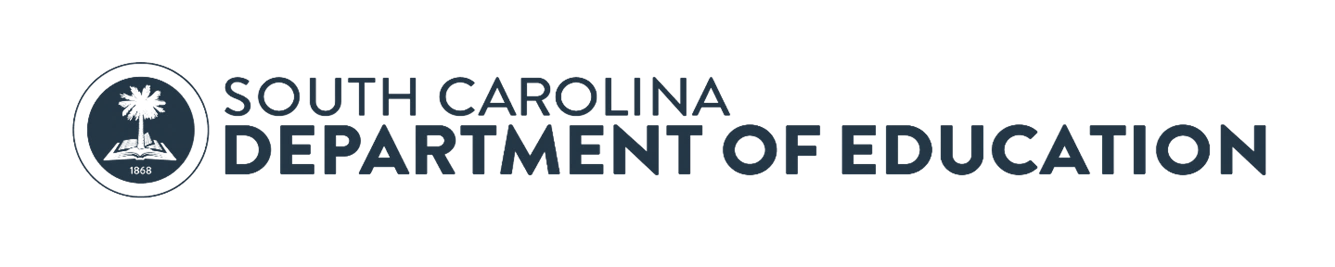 1868
SOUTH CAROLINA
DEPARTMENT OF EDUCATION